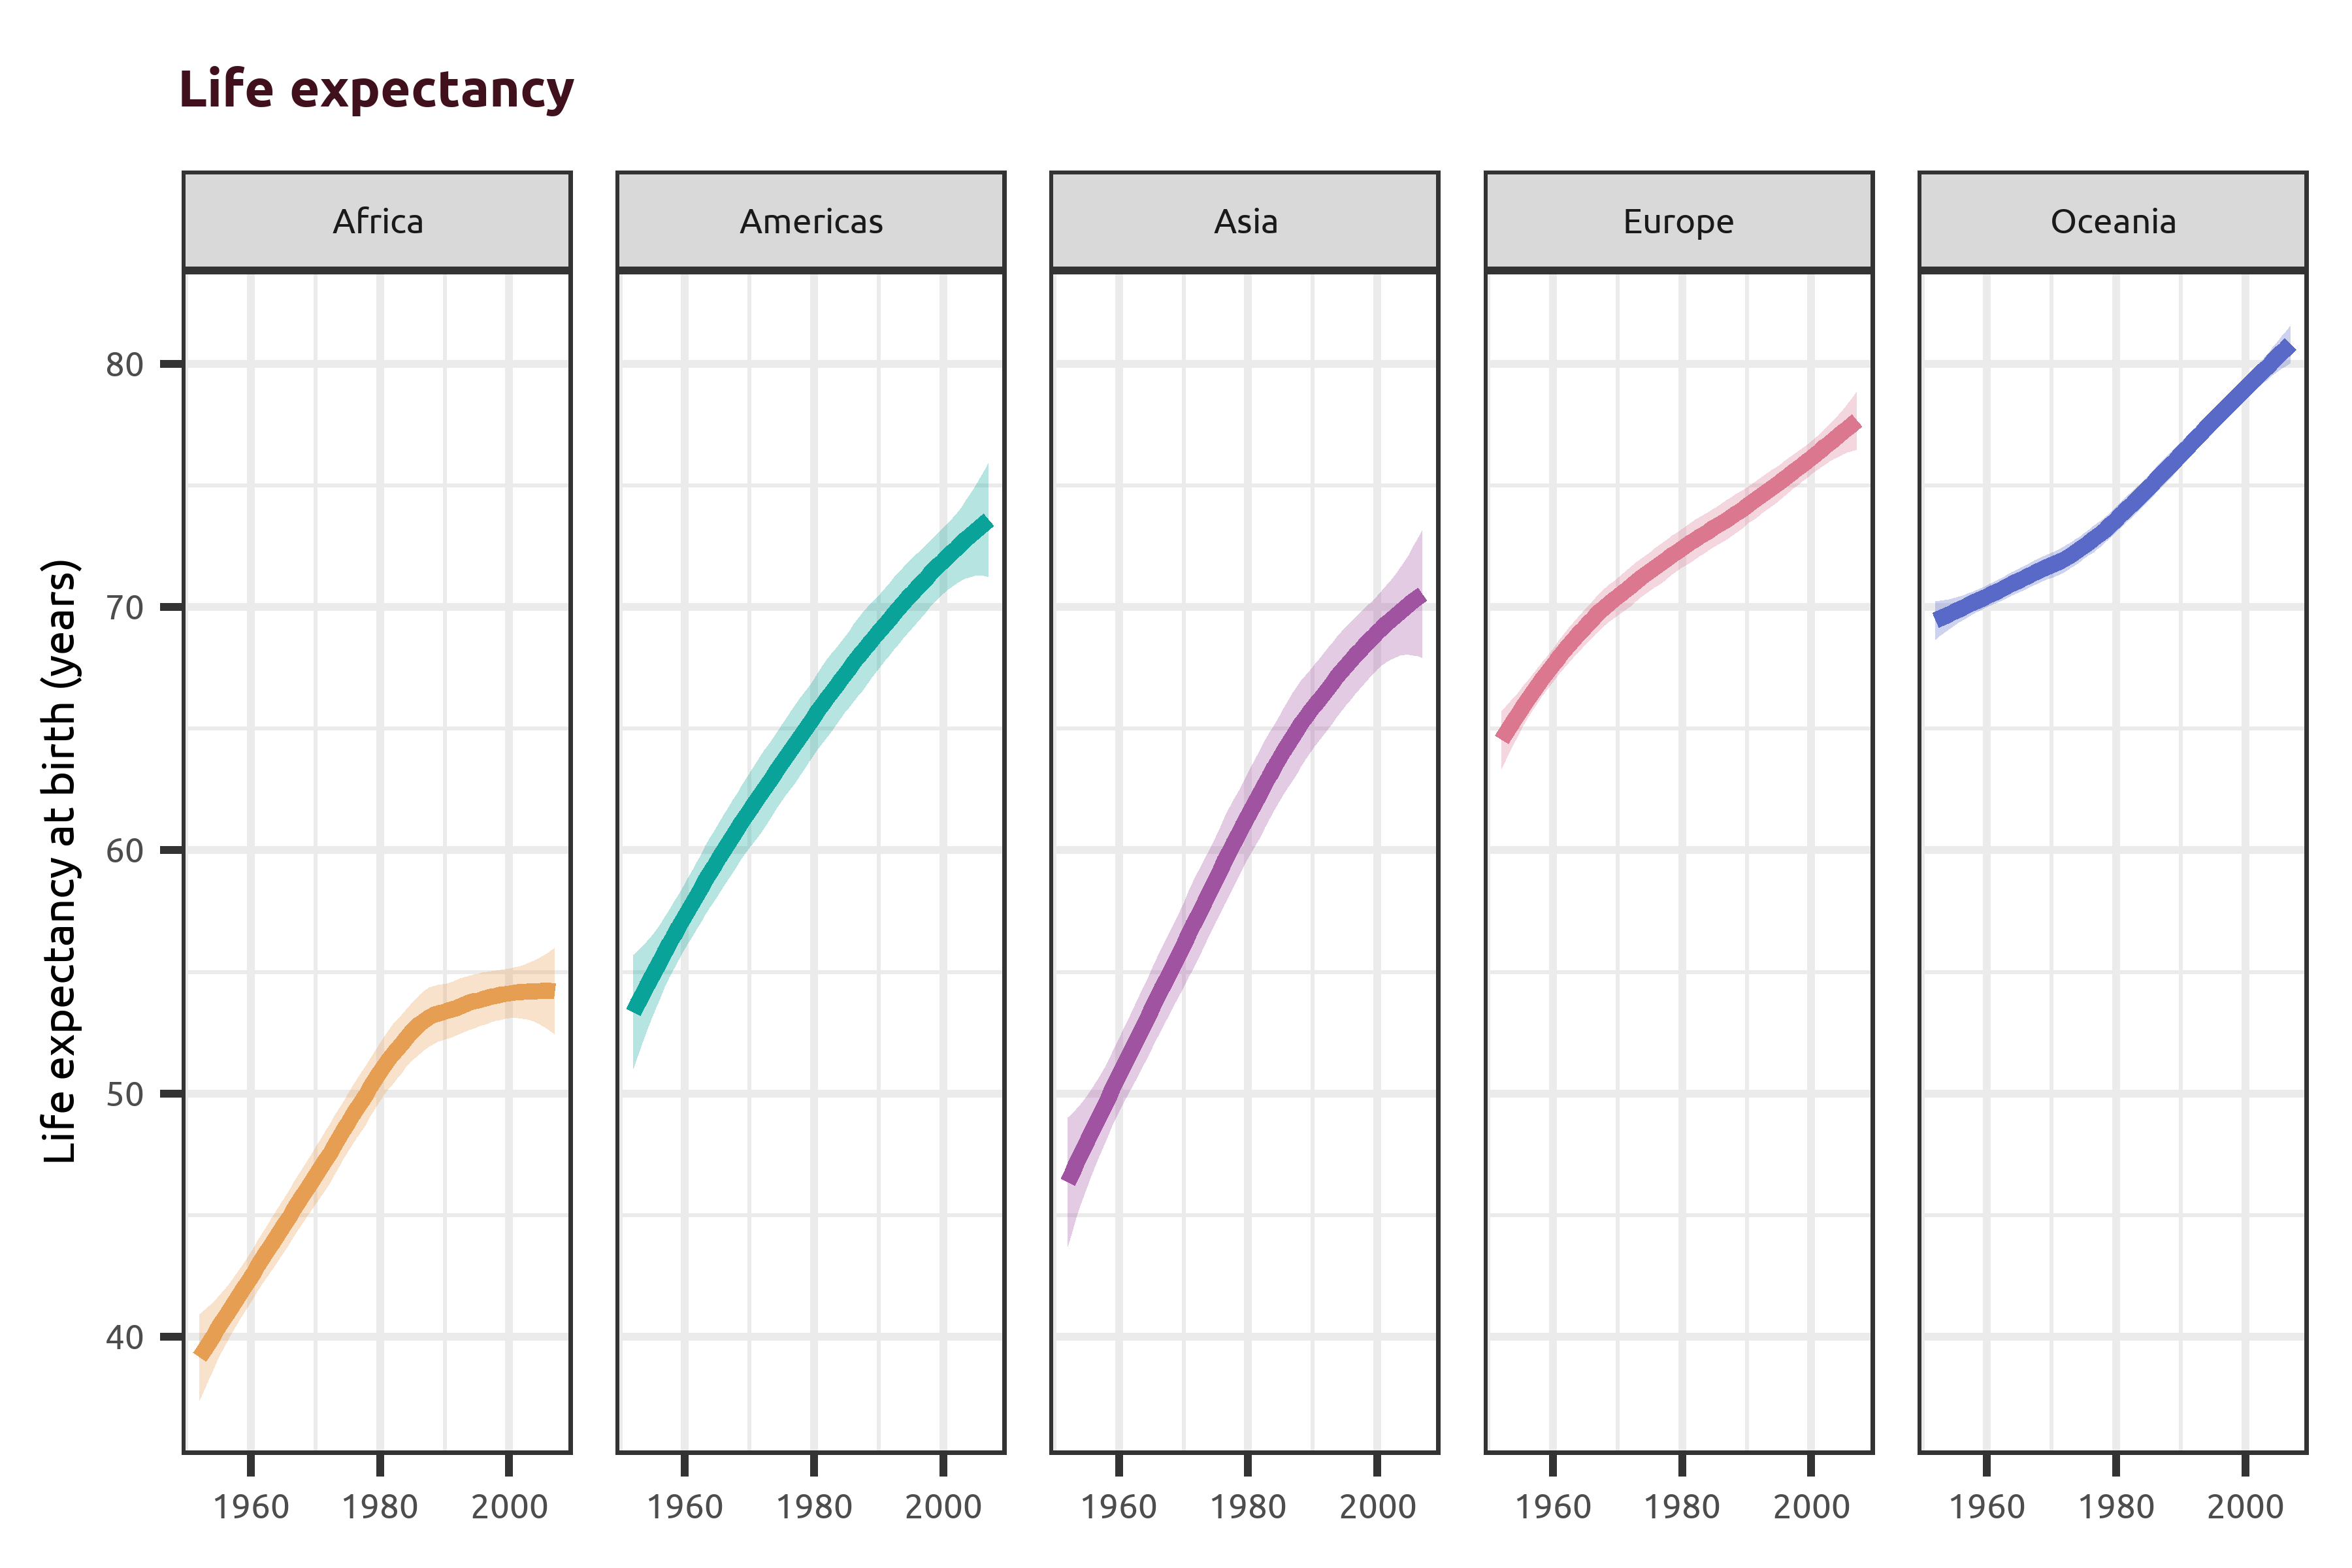 Life expectancy
Africa
Americas
Asia
Europe
Oceania
Life expectancy at birth (years)
80
70
60
50
40
1960 1980 2000
1960 1980 2000
1960 1980 2000
1960 1980 2000
1960 1980 2000